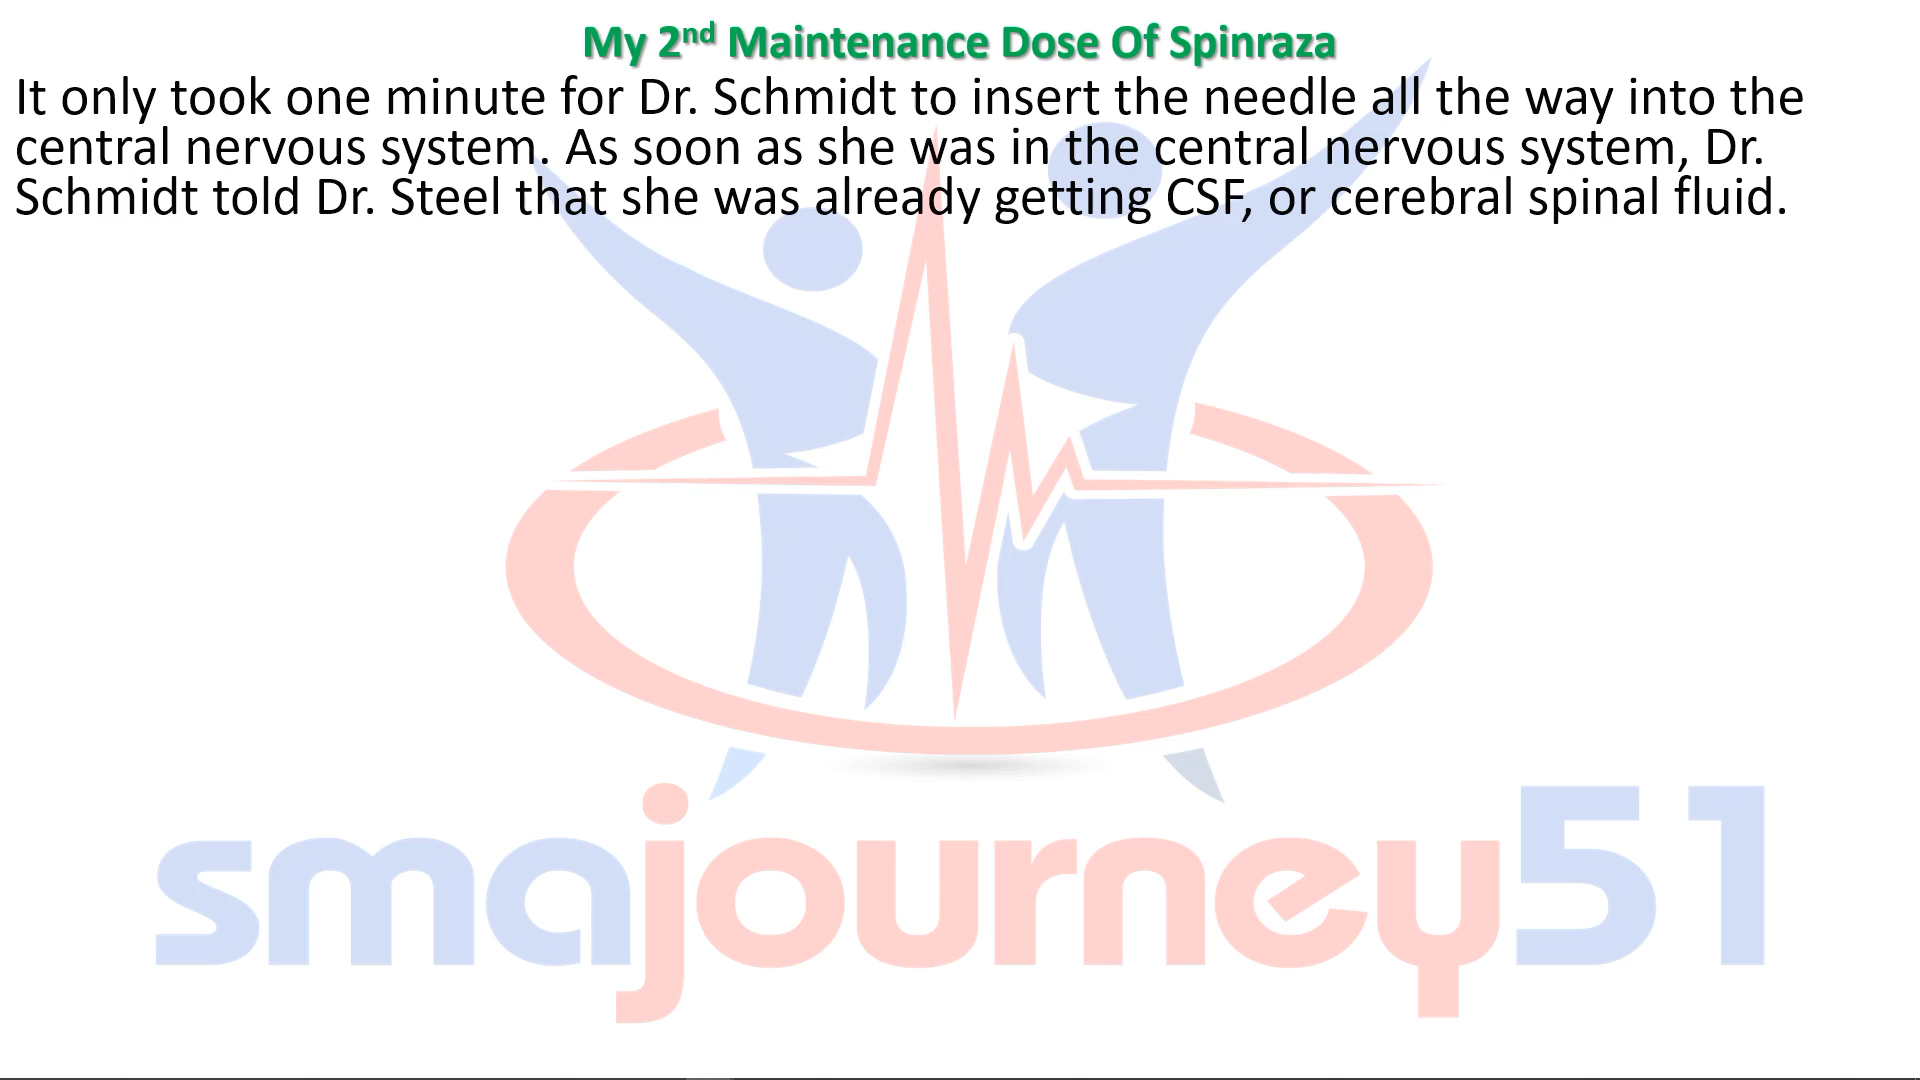 My 2nd Maintenance Dose Of Spinraza
It only took one minute for Dr. Schmidt to insert the needle all the way into the
central nervous system. As soon as she was in the central nervous system, Dr.
Schmidt told Dr. Steel that she was already getting CSF, or cerebral spinal fluid.
smajourney51